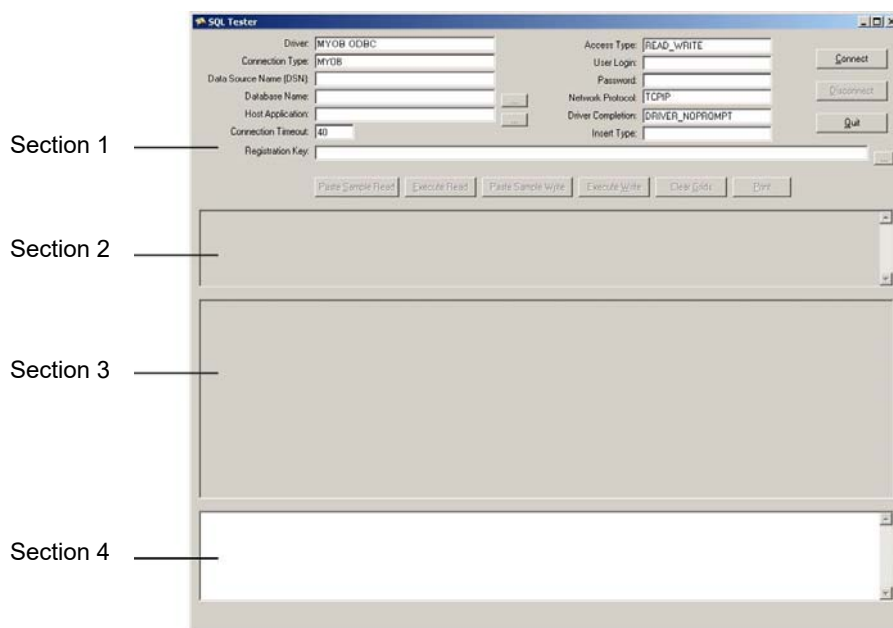 SQL Tester
Driver: MYOB ODBC
Connection Type: MYOB
Data Source Name (DSN):
Database Name: ...
Host Application: ...
Connection Timeout: 40
Registration Key: ...
Access Type: READ_WRITE
User Login:
Password:
Network Protocol: TCPIP
Driver Completion: DRIVER_NOPROMPT
Insert Type:
Connect
Disconnect
Quit
Paste Sample Read Execute Read Paste Sample Write Execute Write Clear Grids Print
Section 1
Section 2
Section 3
Section 4